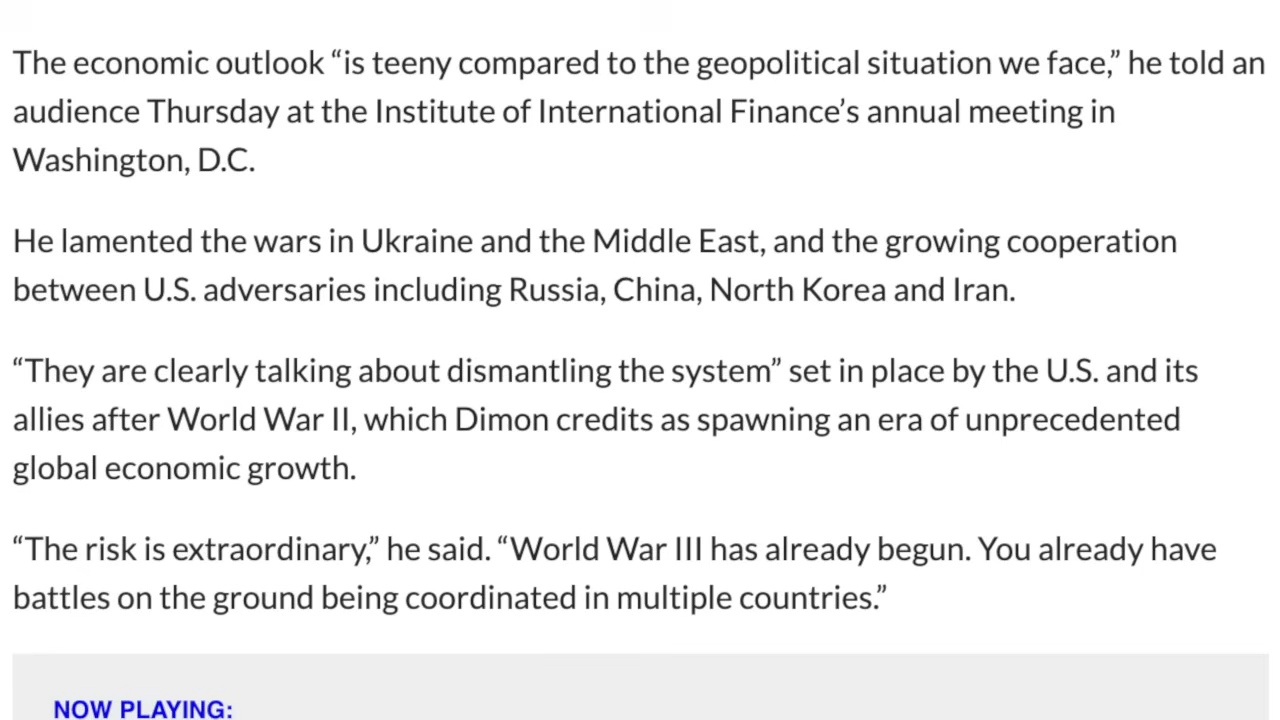 The economic outlook “is teeny compared to the geopolitical situation we face,” he told an
audience Thursday at the Institute of International Finance’s annual meeting in
Washington, D.C.
He lamented the wars in Ukraine and the Middle East, and the growing cooperation
between U.S. adversaries including Russia, China, North Korea and Iran.
“They are clearly talking about dismantling the system” set in place by the U.S. and its
allies after World War II, which Dimon credits as spawning an era of unprecedented
global economic growth.
“The risk is extraordinary,” he said. “World War III has already begun. You already have
battles on the ground being coordinated in multiple countries.”
NOW PLAYING: